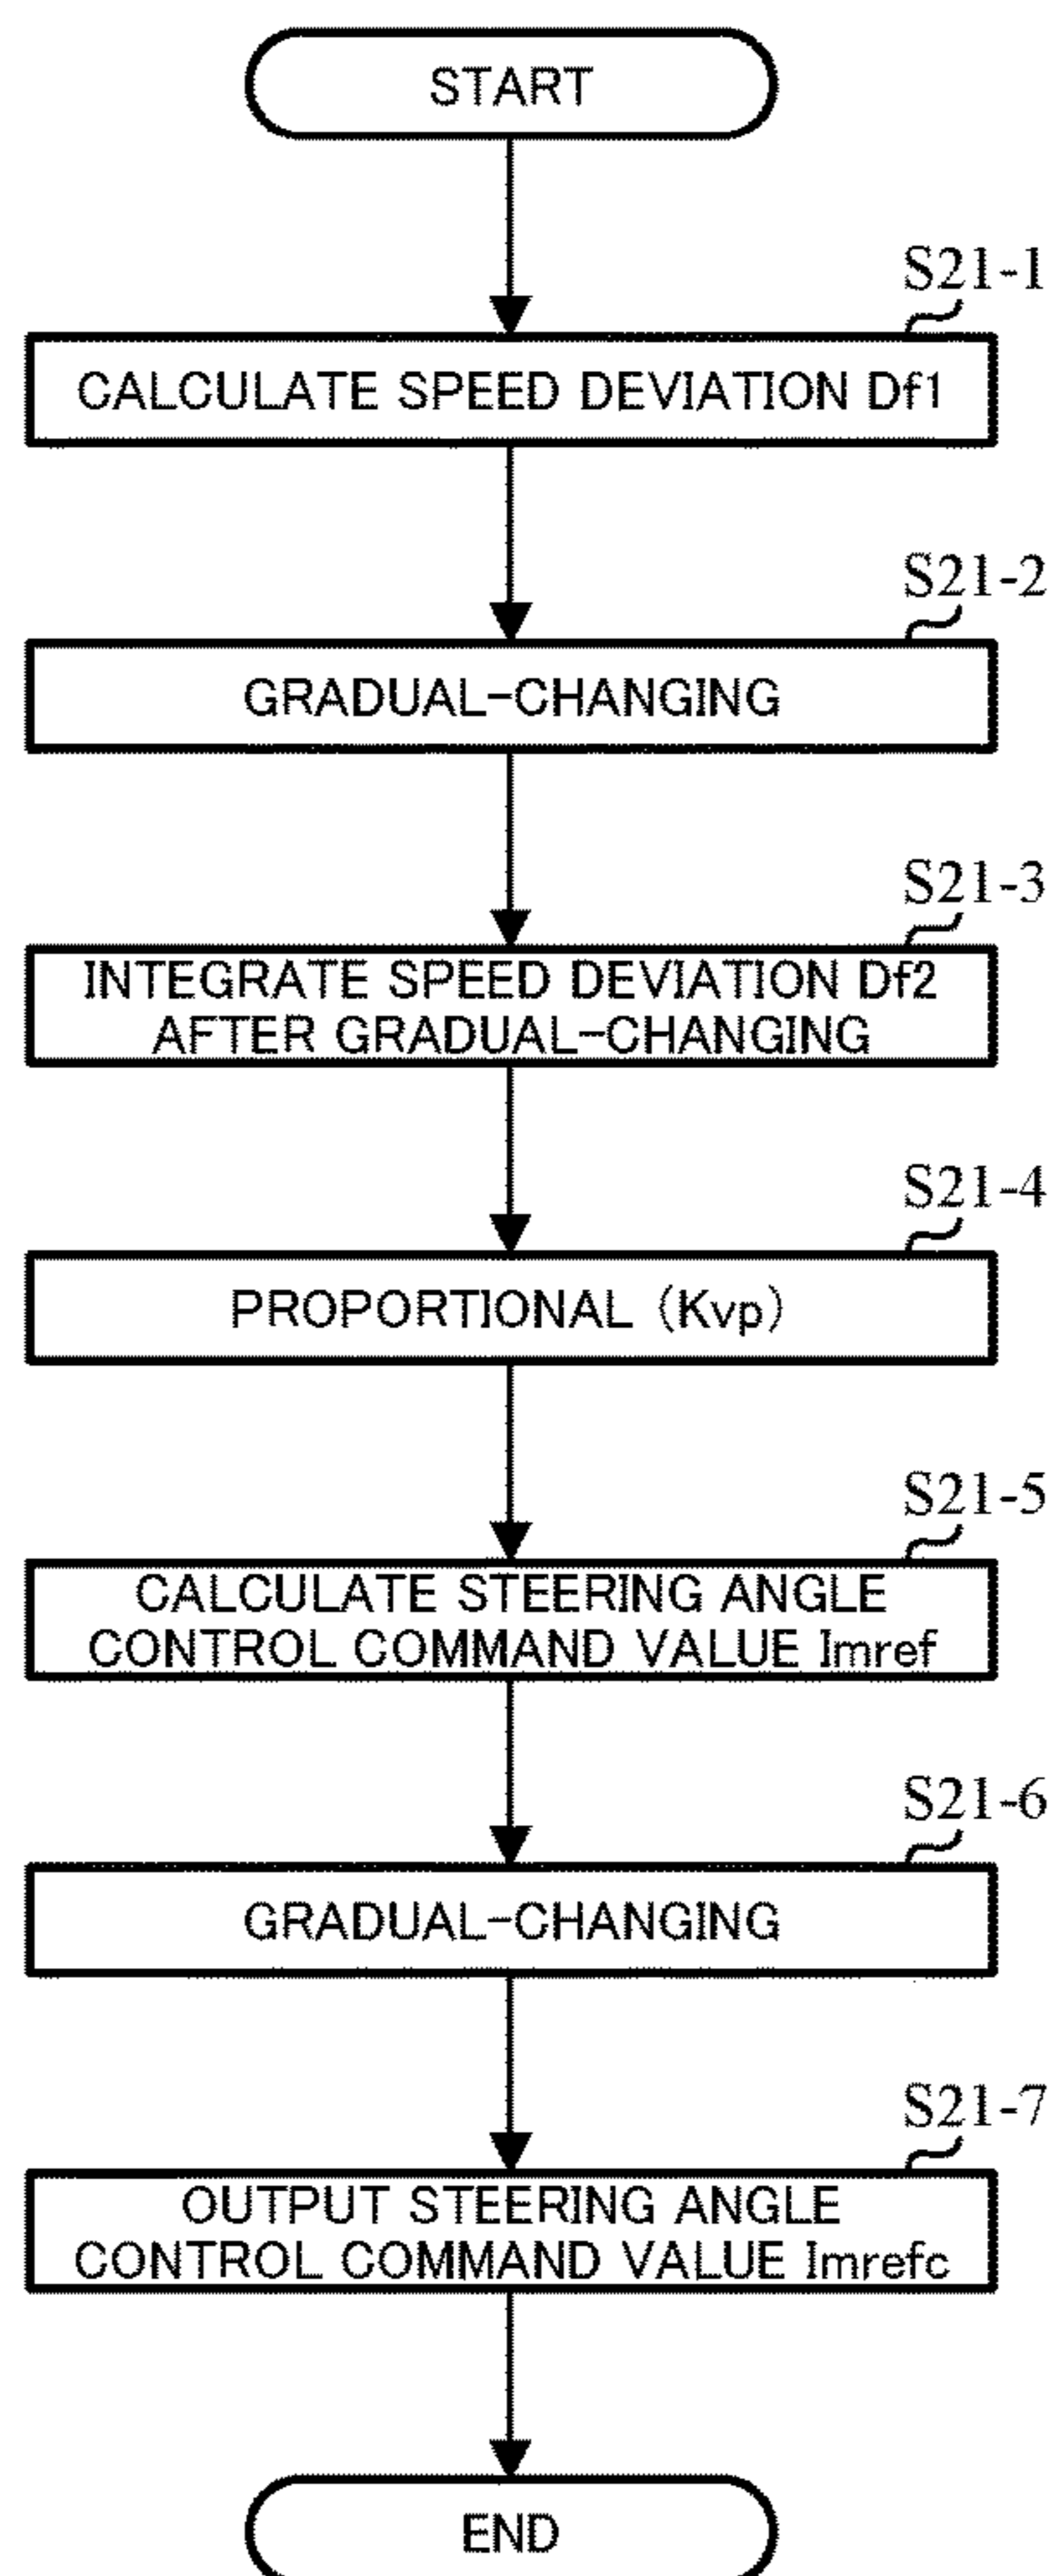 START
S21-1
CALCULATE SPEED DEVIATION Df1
S21-2
GRADUAL-CHANGING
S21-3
INTEGRATE SPEED DEVIATION Df2
AFTER GRADUAL-CHANGING
S21-4
PROPORTIONAL (Kvp)
S21-5
CALCULATE STEERING ANGLE
CONTROL COMMAND VALUE Imref
S21-6
GRADUAL-CHANGING
S21-7
OUTPUT STEERING ANGLE
CONTROL COMMAND VALUE Imrefc
END